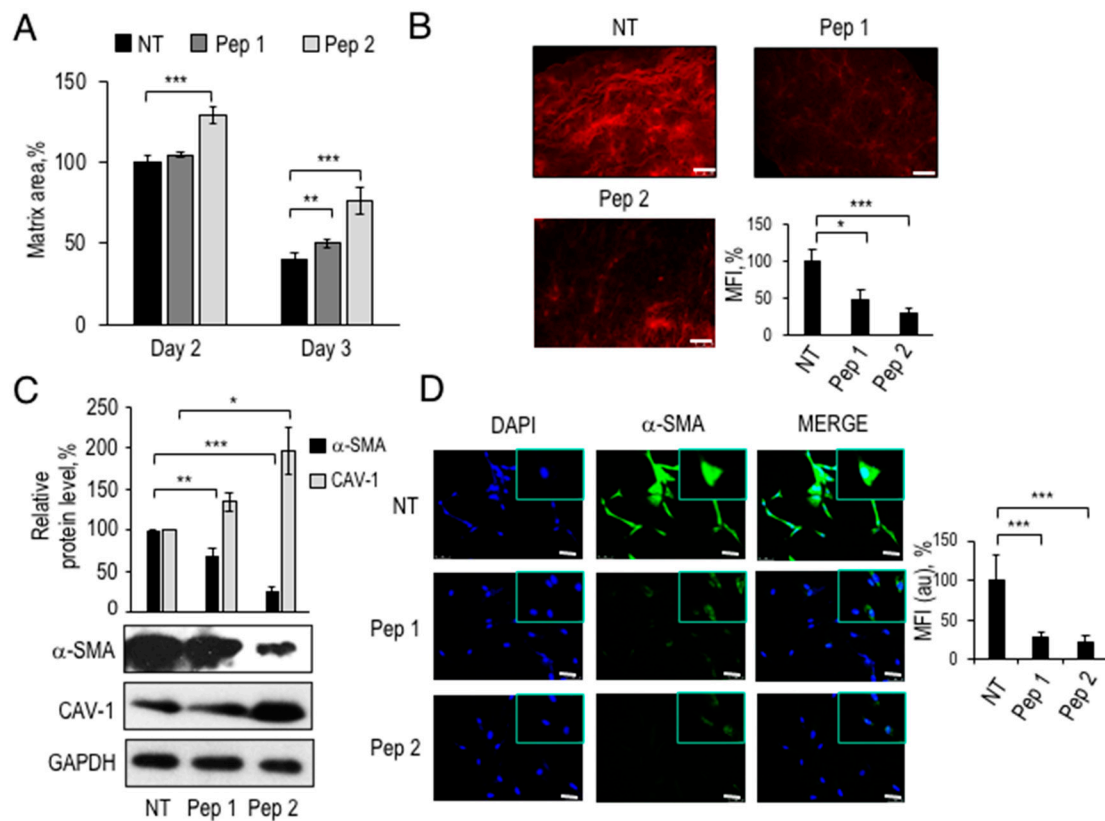 A
NT Pep 1 Pep 2
Matrix area,%
150
100
50
0
***
***
**
Day 2 Day 3
B
NT Pep 1
Pep 2
MFI,%
150
100
50
0
***
*
NT Pep 1 Pep 2
C
Relative
protein level,%
250
200
150
100
50
0
*
***
**
α-SMA
CAV-1
α-SMA
CAV-1
GAPDH
NT Pep 1 Pep 2
D
DAPI α-SMA MERGE
NT
Pep 1
Pep 2
MFI (au), %
150
100
50
0
***
***
NT Pep 1 Pep 2